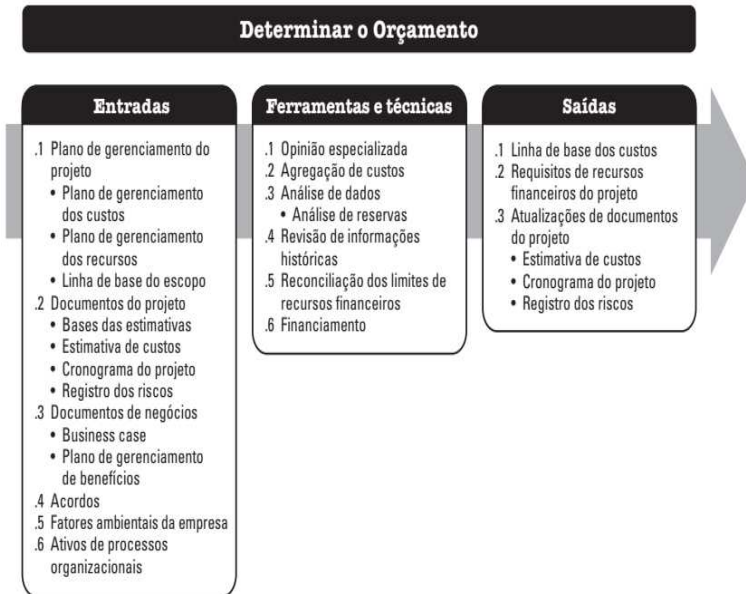 Determinar o Orçamento
Entradas
.1 Plano de gerenciamento do
projeto
• Plano de gerenciamento
dos custos
• Plano de gerenciamento
dos recursos
• Linha de base do escopo
.2 Documentos do projeto
• Bases das estimativas
• Estimativa de custos
• Cronograma do projeto
• Registro dos riscos
.3 Documentos de negócios
• Business case
• Plano de gerenciamento
de benefícios
.4 Acordos
.5 Fatores ambientais da empresa
.6 Ativos de processos
organizacionais
Ferramentas e técnicas
.1 Opinião especializada
.2 Agregação de custos
.3 Análise de dados
• Análise de reservas
.4 Revisão de informações
históricas
.5 Reconciliação dos limites de
recursos financeiros
.6 Financiamento
Saídas
.1 Linha de base dos custos
.2 Requisitos de recursos
financeiros do projeto
.3 Atualizações de documentos
do projeto
• Estimativa de custos
• Cronograma do projeto
• Registro dos riscos